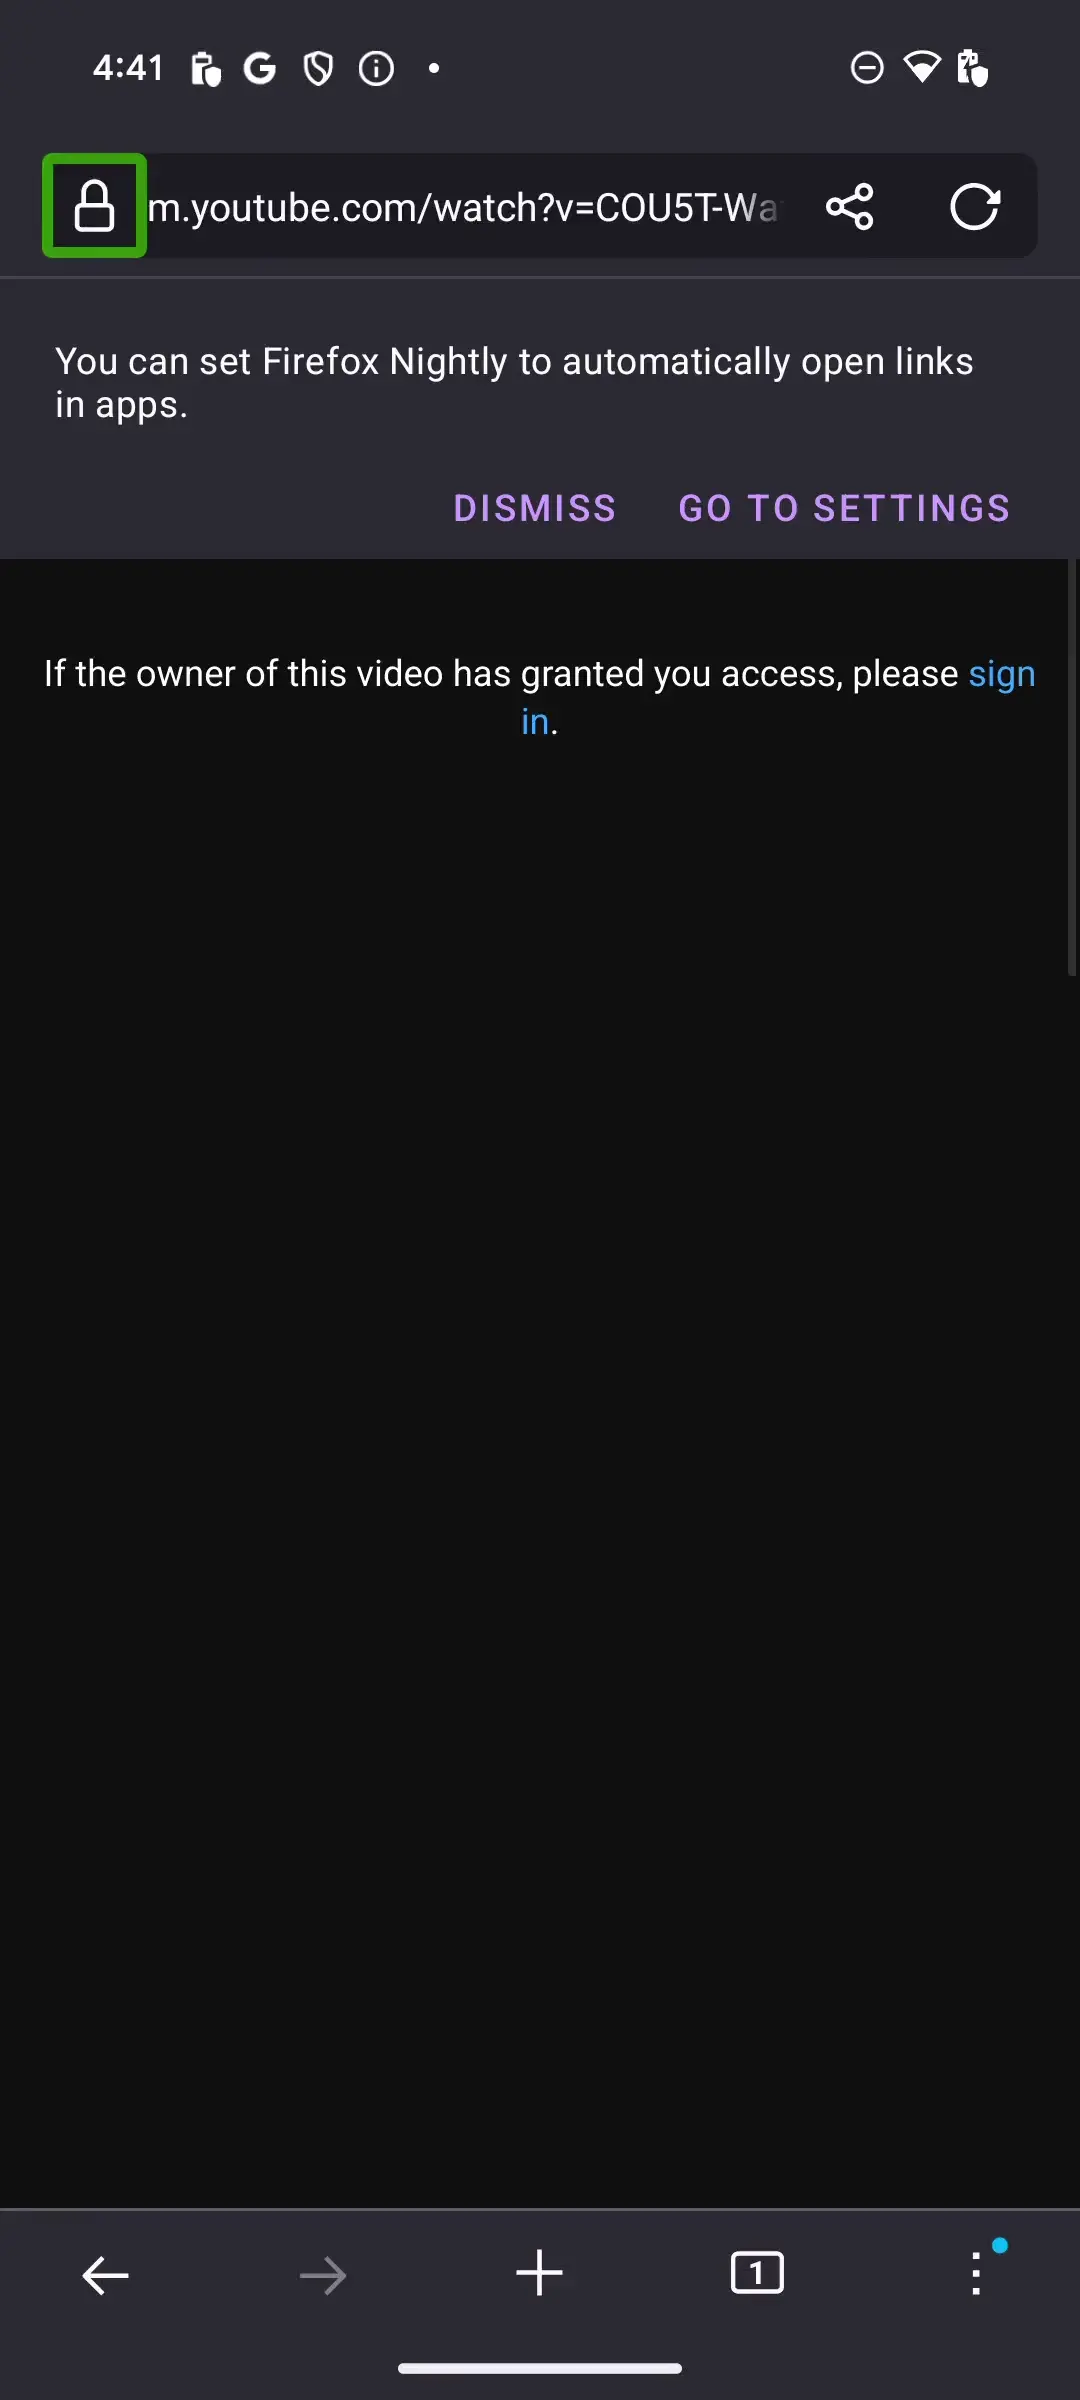 4:41
m.youtube.com/watch?v=COU5T-Wa
You can set Firefox Nightly to automatically open links
in apps.
DISMISS GO TO SETTINGS
If the owner of this video has granted you access, please sign
in.
1